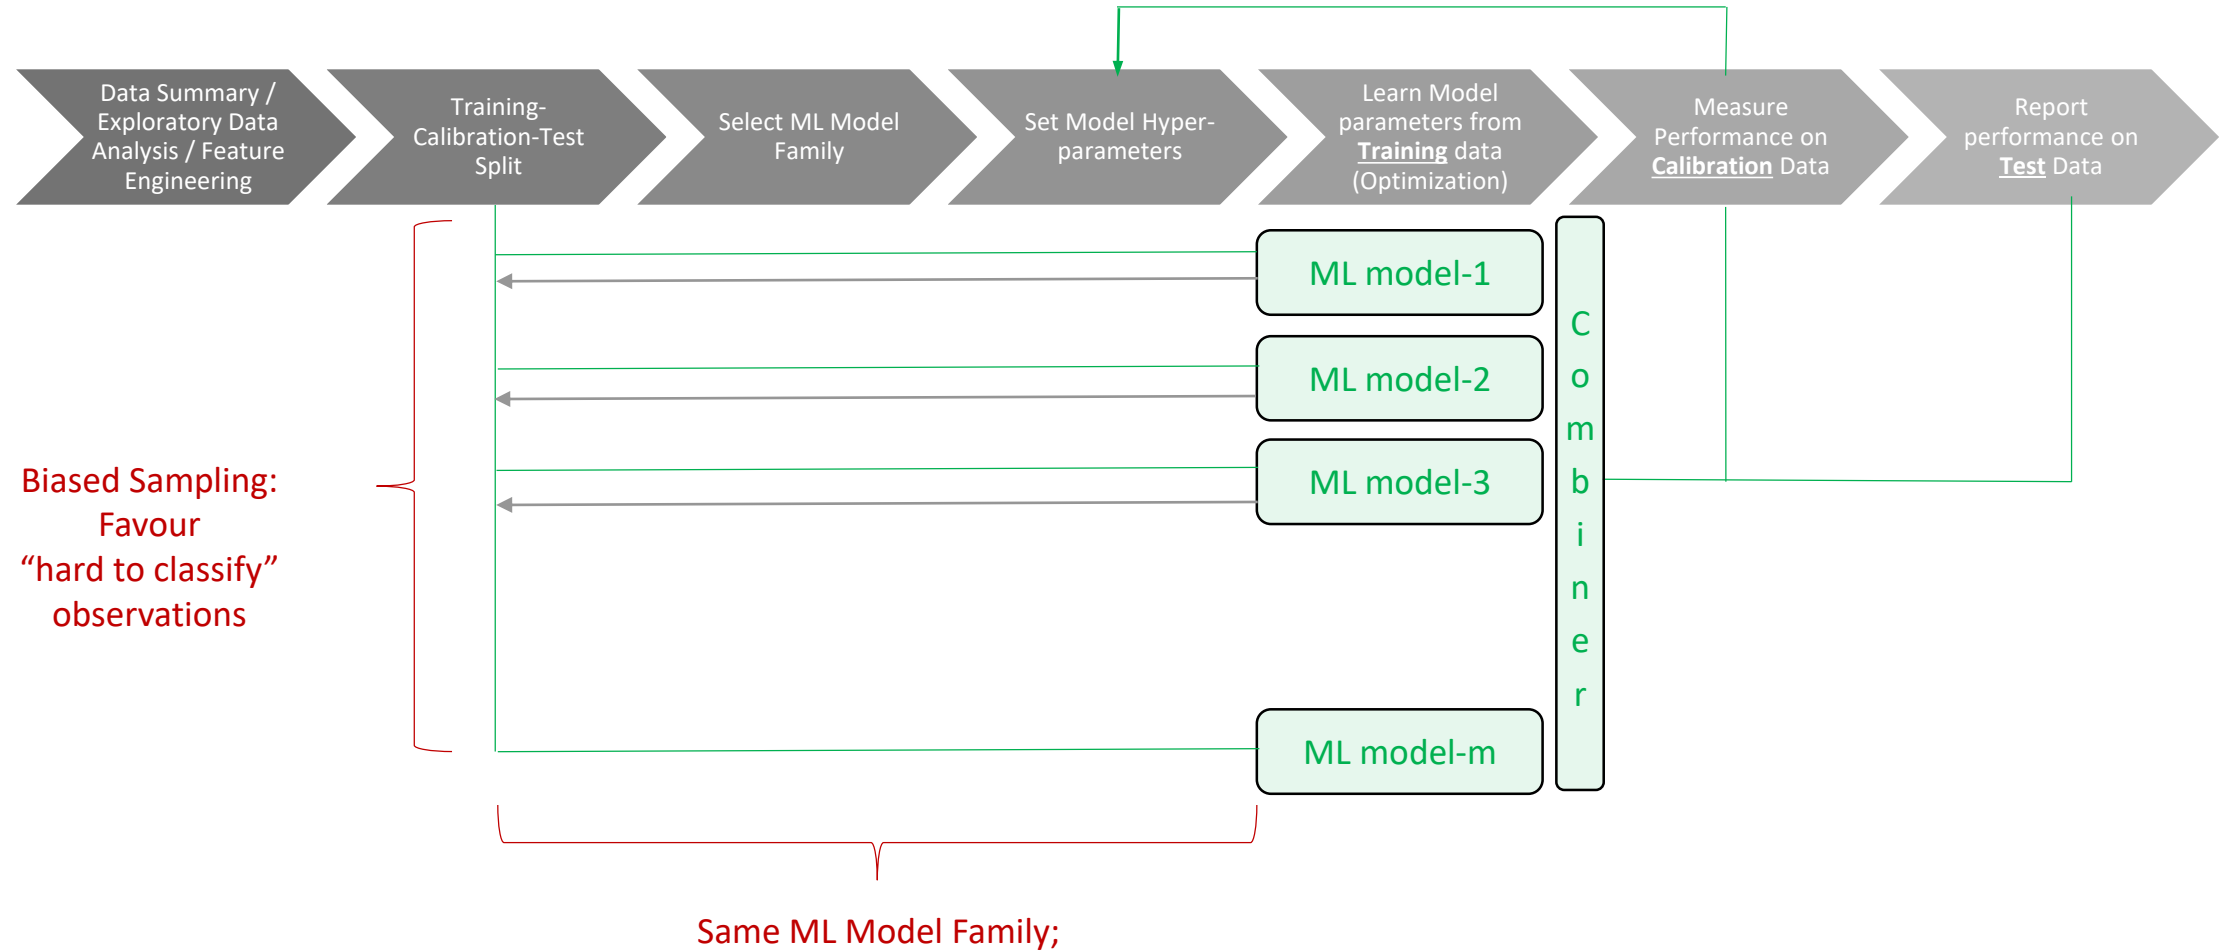 Data Summary /
Exploratory Data
Analysis / Feature
Engineering
Training-
Calibration-Test
Split
Select ML Model
Family
Set Model Hyper-
parameters
Learn Model
parameters from
Training data
(Optimization)
Measure
Performance on
Calibration Data
Report
performance on
Test Data
ML model-1
ML model-2
ML model-3
ML model-m
C
o
m
b
i
n
e
r
Biased Sampling:
Favour
“hard to classify”
observations
Same ML Model Family;